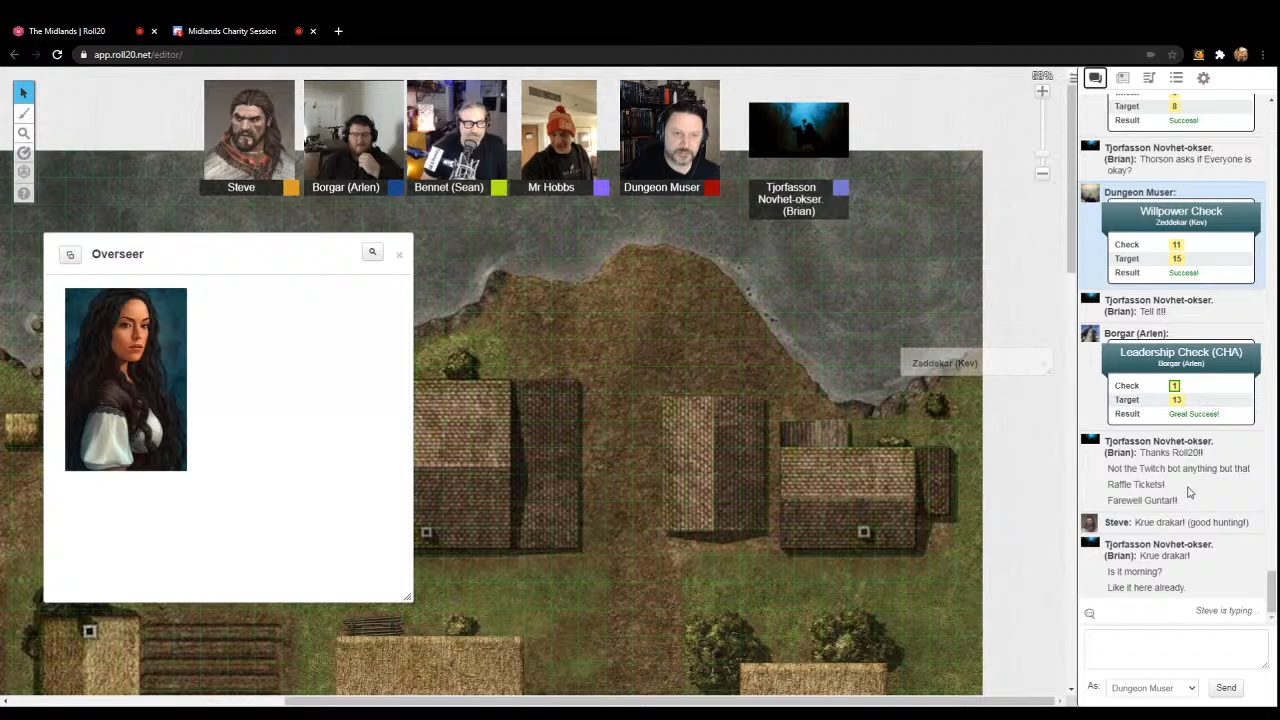 The Midlands | Roll20
Midlands Charity Session
app.roll20.net/editor/
Steve
Borgar (Arlen)
Bennet (Sean)
Mr Hobbs
Dungeon Muser
Tjorfasson
Novhet-okser.
(Brian)
Overseer
Zeddekar (Kev)
Target 8
Result Success!
Tjorfasson Novhet-okser.
(Brian): Thorson asks if Everyone is
okay?
Dungeon Muser:
Willpower Check
Zeddekar (Kev)
Check 11
Target 15
Result Success!
Tjorfasson Novhet-okser.
(Brian): Tell it!!
Borgar (Arlen):
Leadership Check (CHA)
Borgar (Arlen)
Check 1
Target 13
Result Great Success!
Tjorfasson Novhet-okser.
(Brian): Thanks Roll20!!
Not the Twitch bot anything but that
Raffle Tickets!
Farewell Guntar!!
Steve: Krue drakar! (good hunting!)
Tjorfasson Novhet-okser.
(Brian): Krue drakar!
Is it morning?
Like it here already.
Steve is typing...
As: Dungeon Muser Send